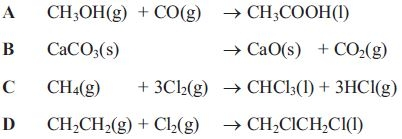 A CH₃OH(g) + CO(g) → CH₃COOH(l)
B CaCO₃(s) → CaO(s) + CO₂(g)
C CH₄(g) + 3Cl₂(g) → CHCl₃(l) + 3HCl(g)
D CH₂CH₂(g) + Cl₂(g) → CH₂ClCH₂Cl(l)